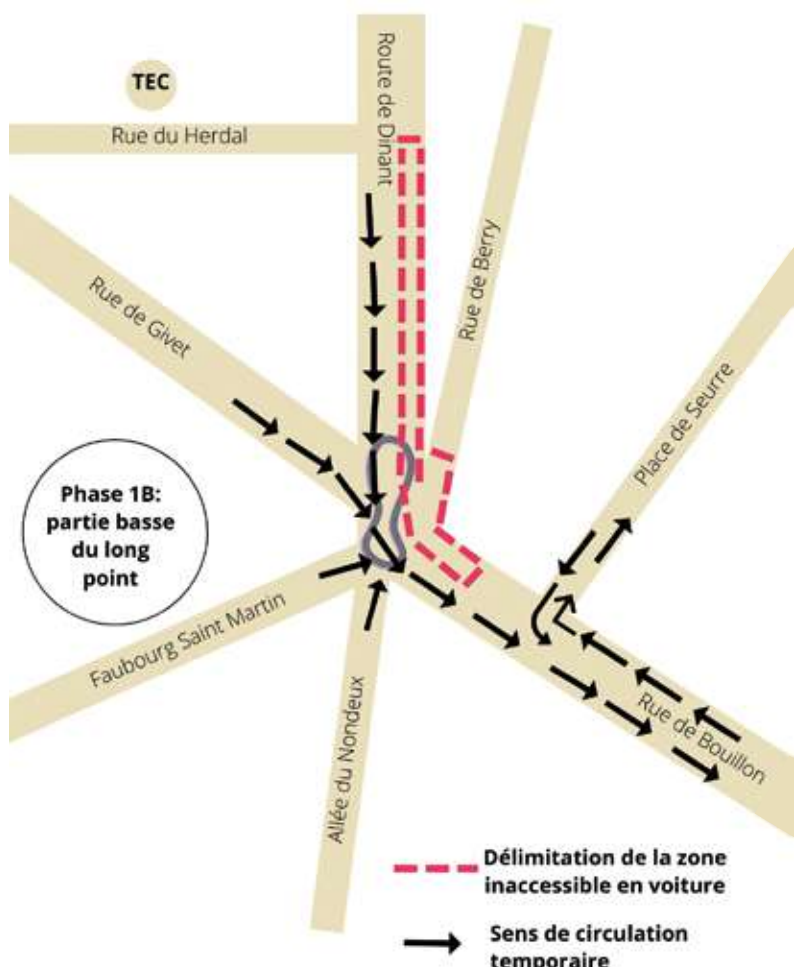 TEC
Rue du Herdal
Route de Dinant
Rue de Givet
Rue de Berry
Place de Seurre
Phase 1B:
partie basse
du long
point
Faubourg Saint Martin
Allée du Nondeux
Rue de Bouillon
Délimitation de la zone
inaccessible en voiture
Sens de circulation
temporaire